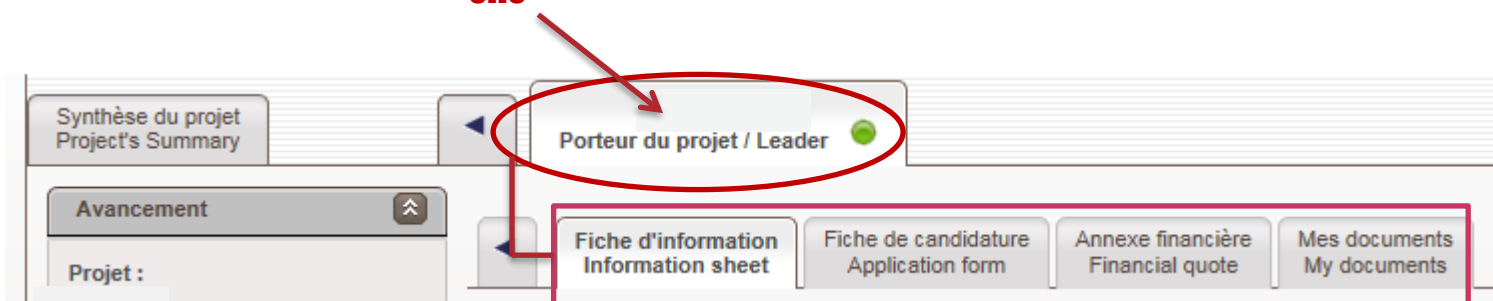 Synthèse du projet
Project's Summary
Porteur du projet / Leader
Avancement
Projet :
Fiche d'information
Information sheet
Fiche de candidature
Application form
Annexe financière
Financial quote
Mes documents
My documents